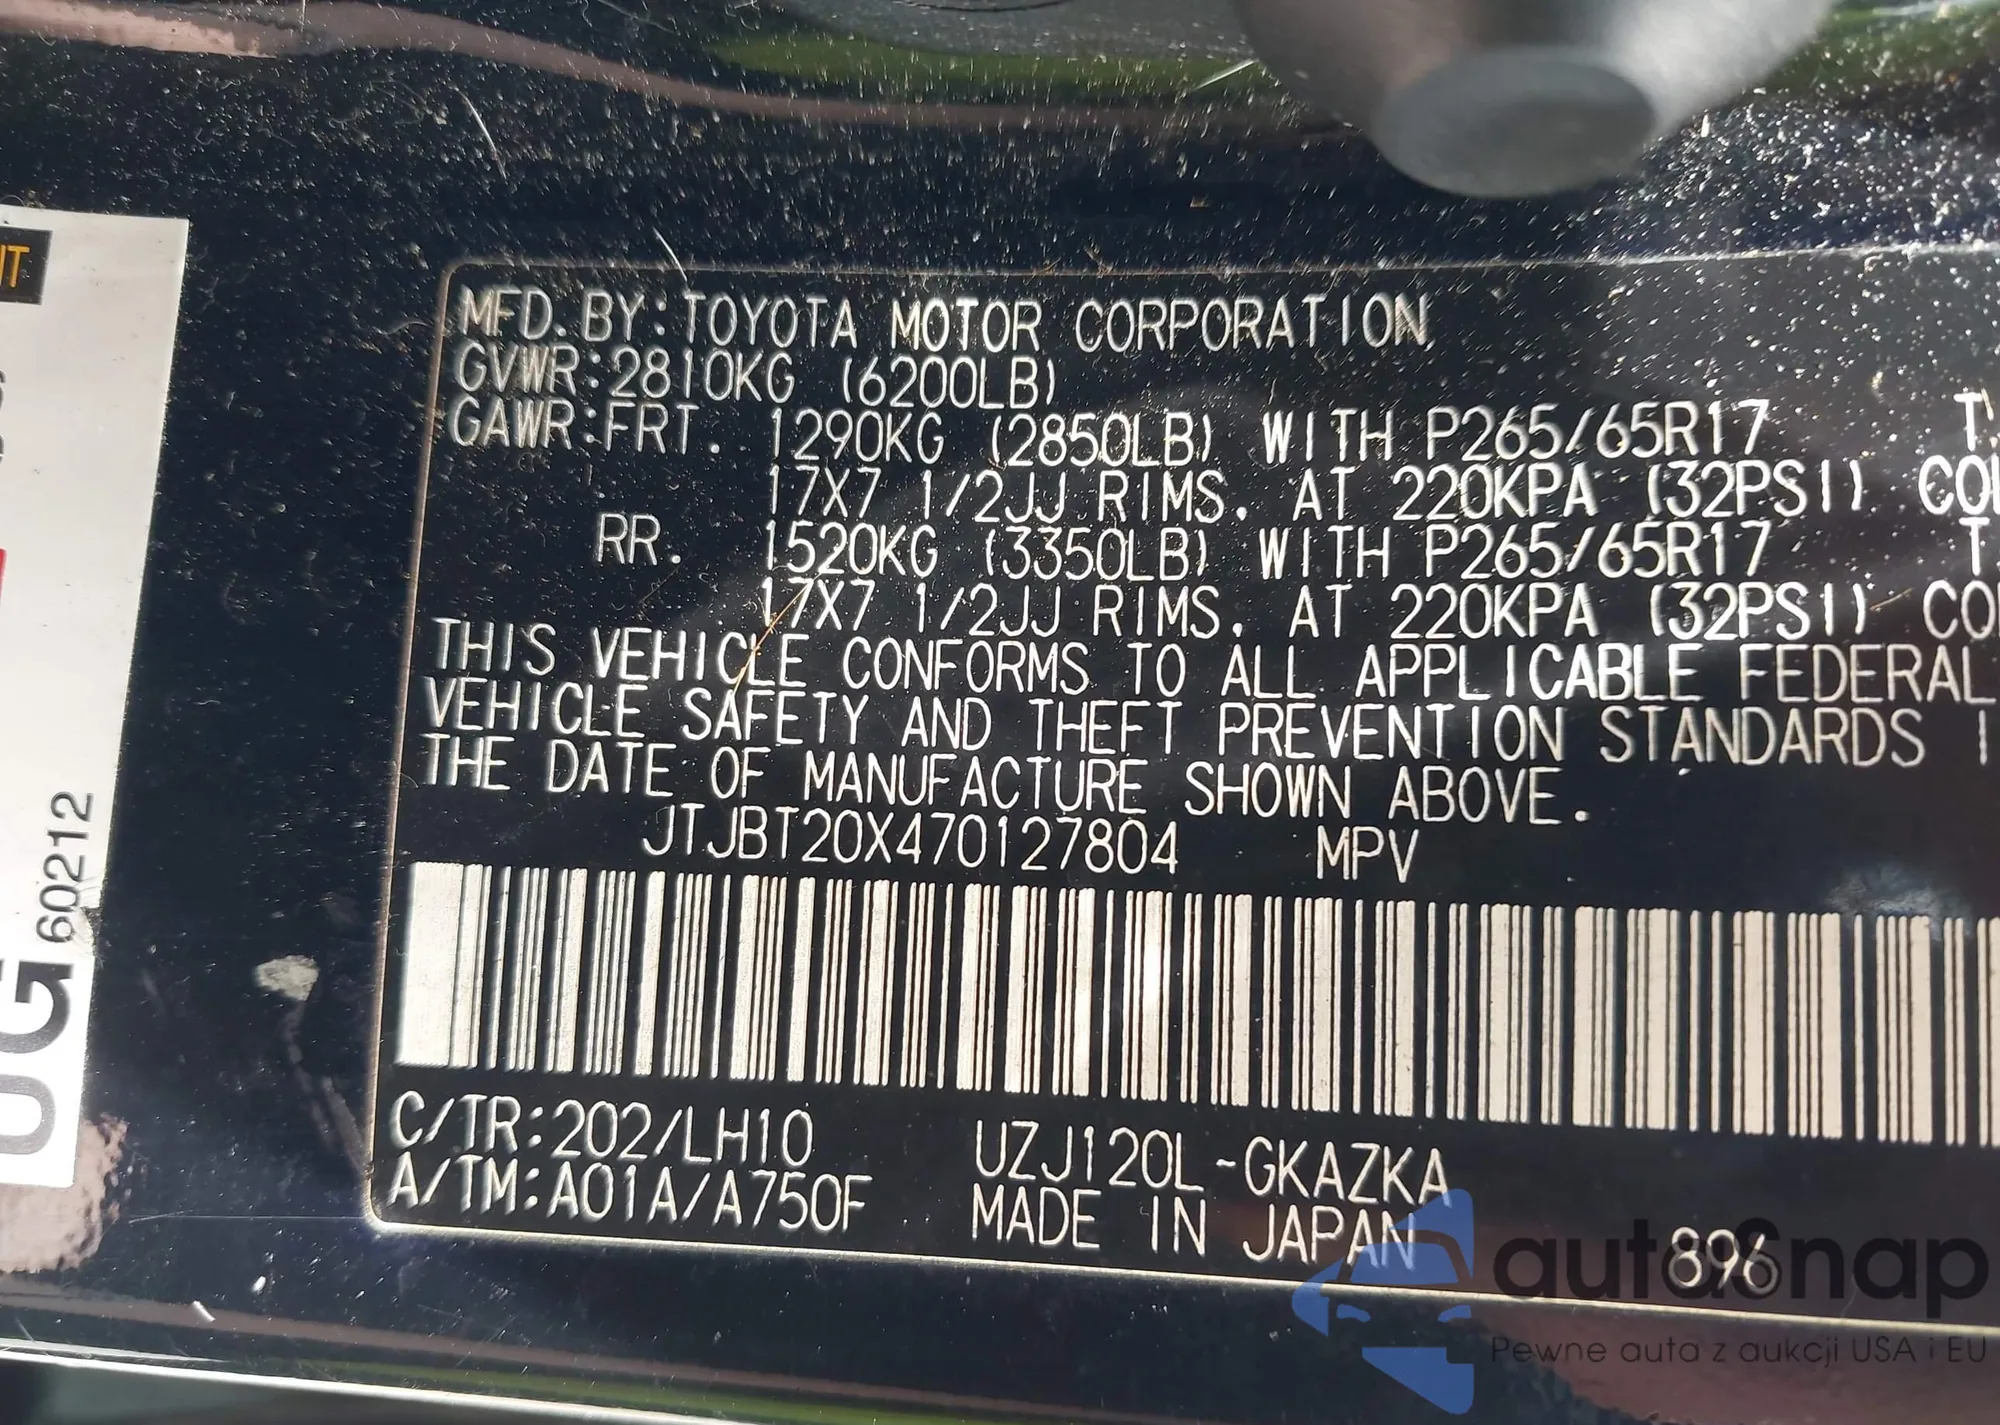 MFD. BY: TOYOTA MOTOR CORPORATION
GVWR: 2810KG (6200LB)
GAWR: FRT. 1290KG (2850LB) WITH P265/65R17
17X7 1/2JJ RIMS. AT 220KPA (32PSI)
RR. 1520KG (3350LB) WITH P265/65R17
17X7 1/2JJ RIMS. AT 220KPA (32PSI)
THIS VEHICLE CONFORMS TO ALL APPLICABLE FEDERAL
VEHICLE SAFETY AND THEFT PREVENTION STANDARDS
THE DATE OF MANUFACTURE SHOWN ABOVE.
JTJBT20X470127804 MPV
C/TR: 202/LH10 UZJ120L-GKAZKA
A/TM: A01A/A750F MADE IN JAPAN 896
60212
autoSnap
Pewne auta z aukcji USA i EU